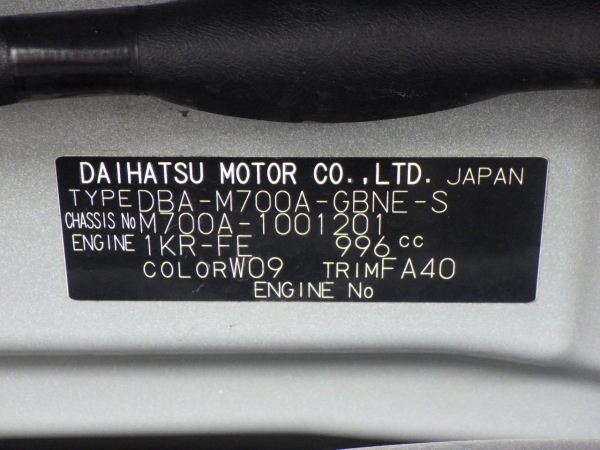 DAIHATSU MOTOR CO.,LTD. JAPAN
TYPE DBA-M700A-GBNE-S
CHASSIS No M700A-1001201
ENGINE 1KR-FE 996 cc
COLOR W09 TRIM FA40
ENGINE No